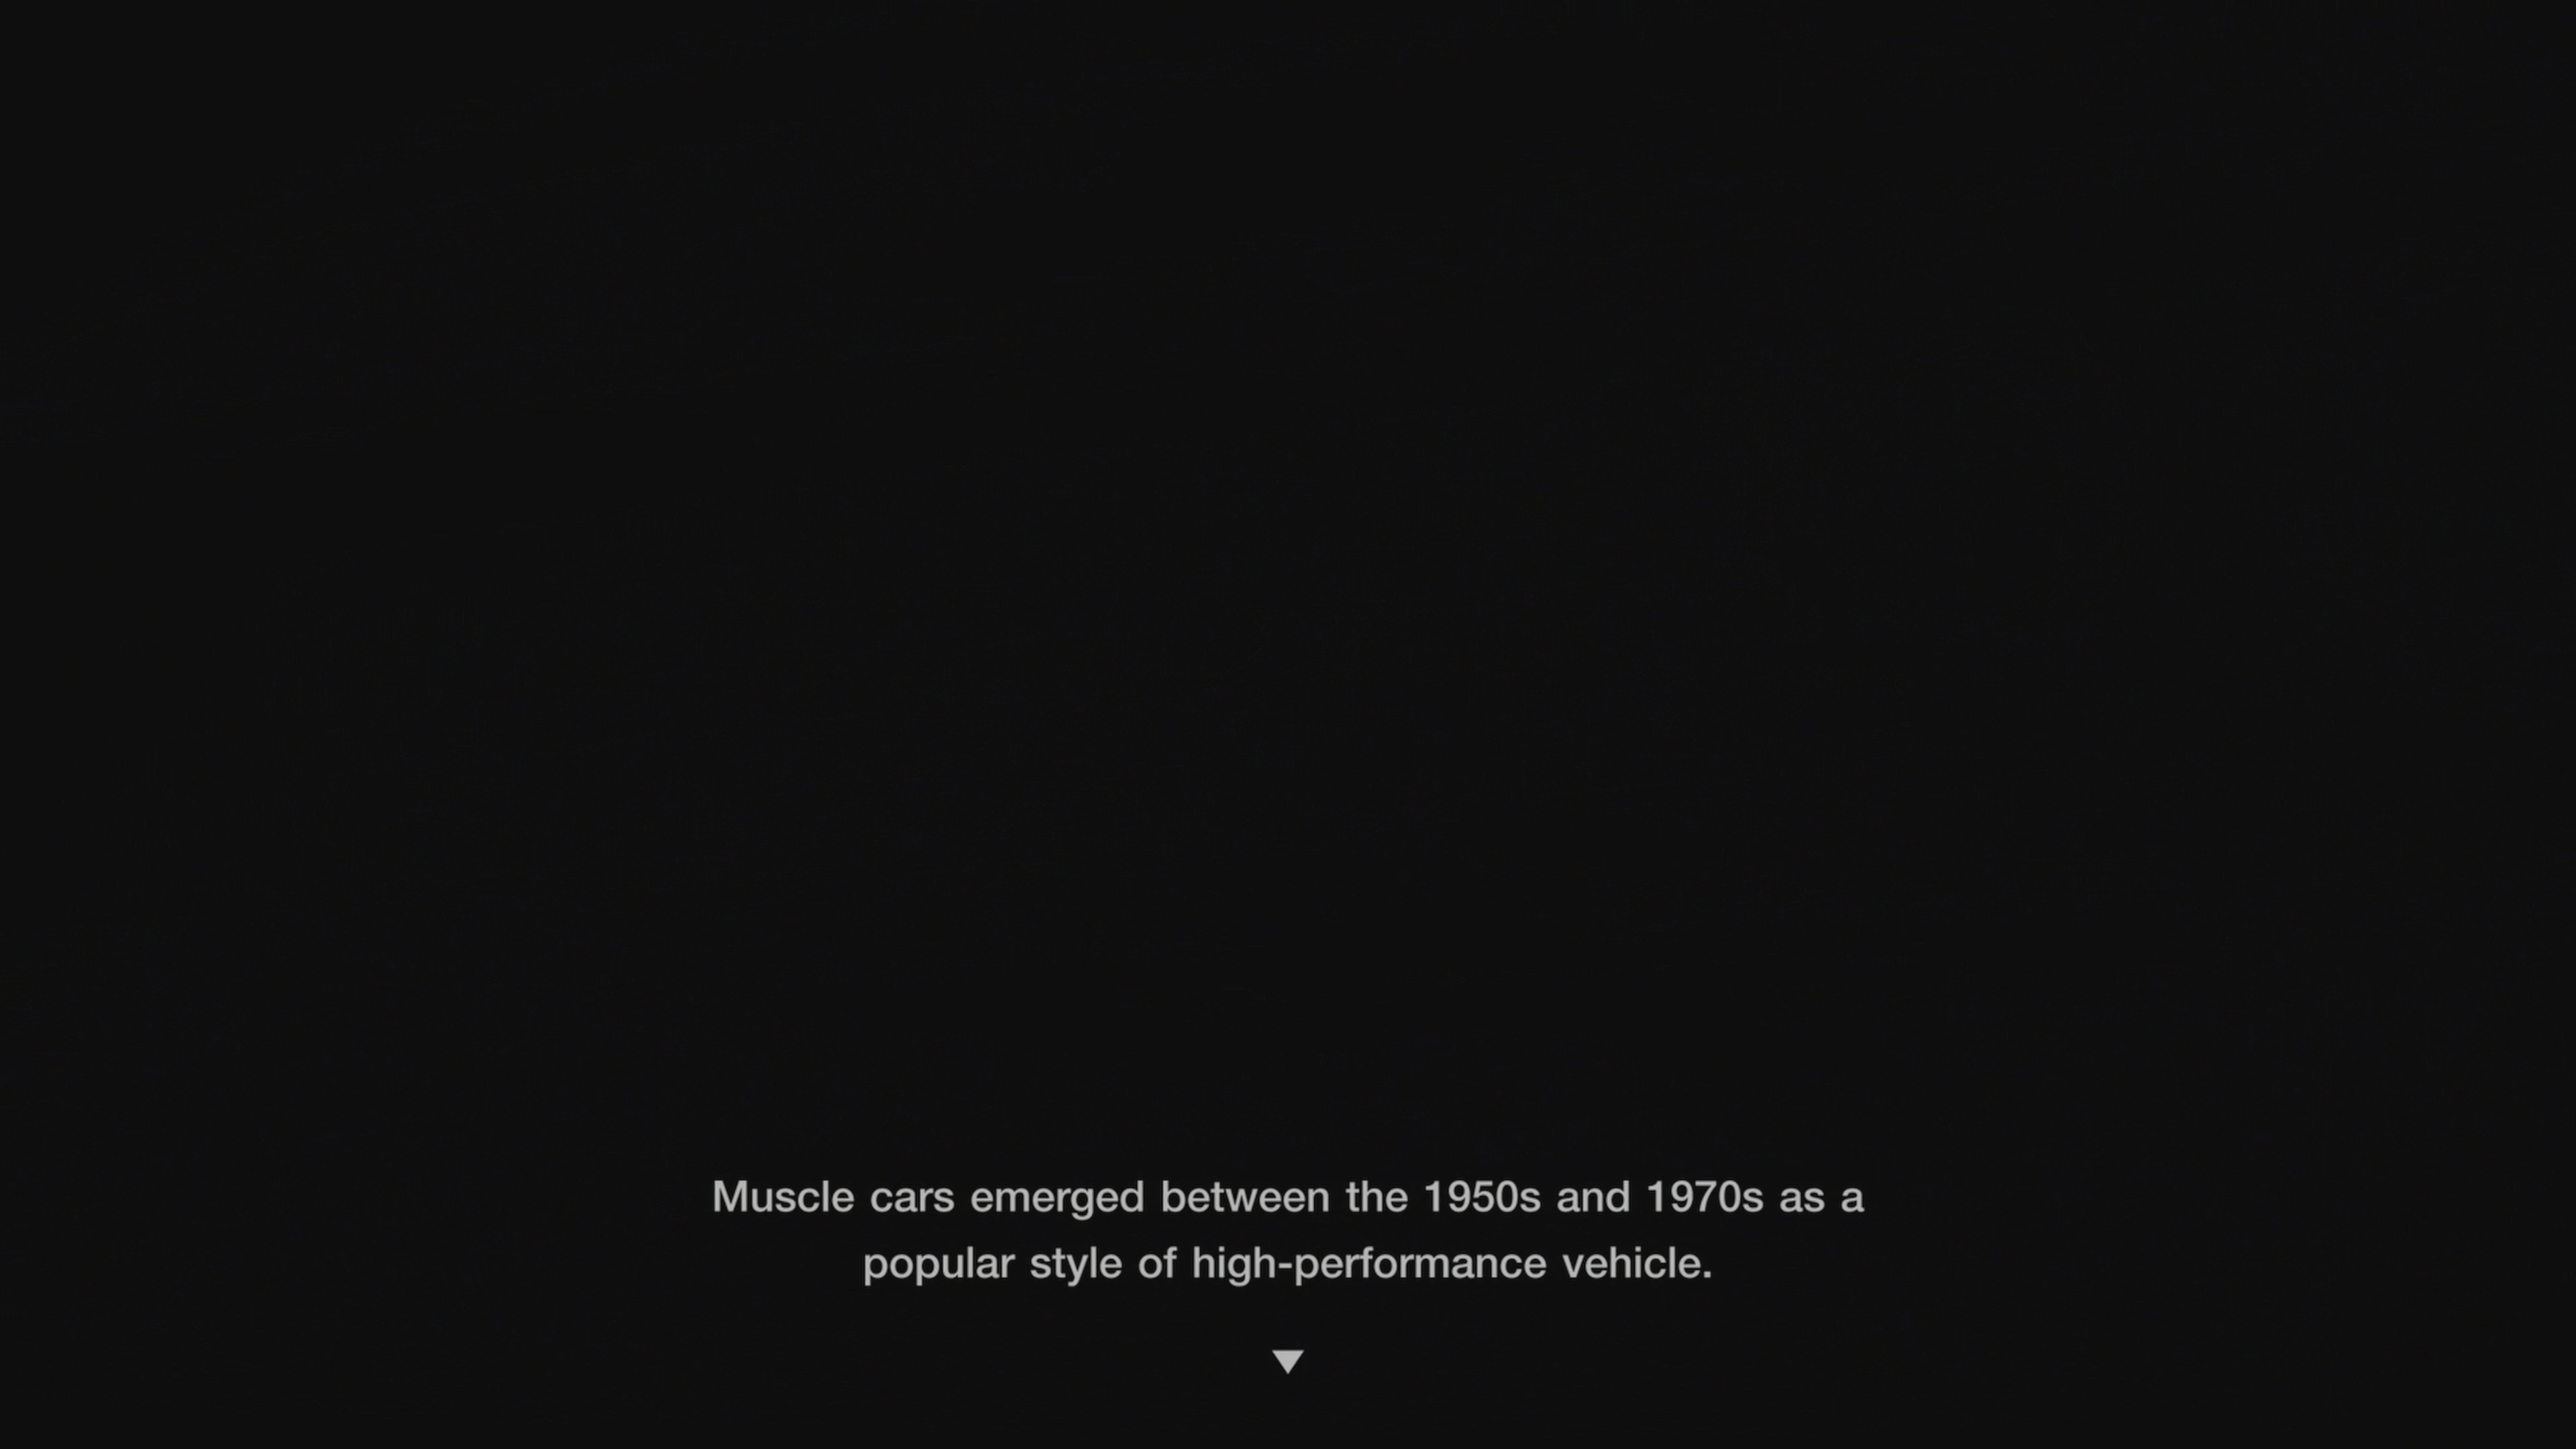 Muscle cars emerged between the 1950s and 1970s as a
popular style of high-performance vehicle.